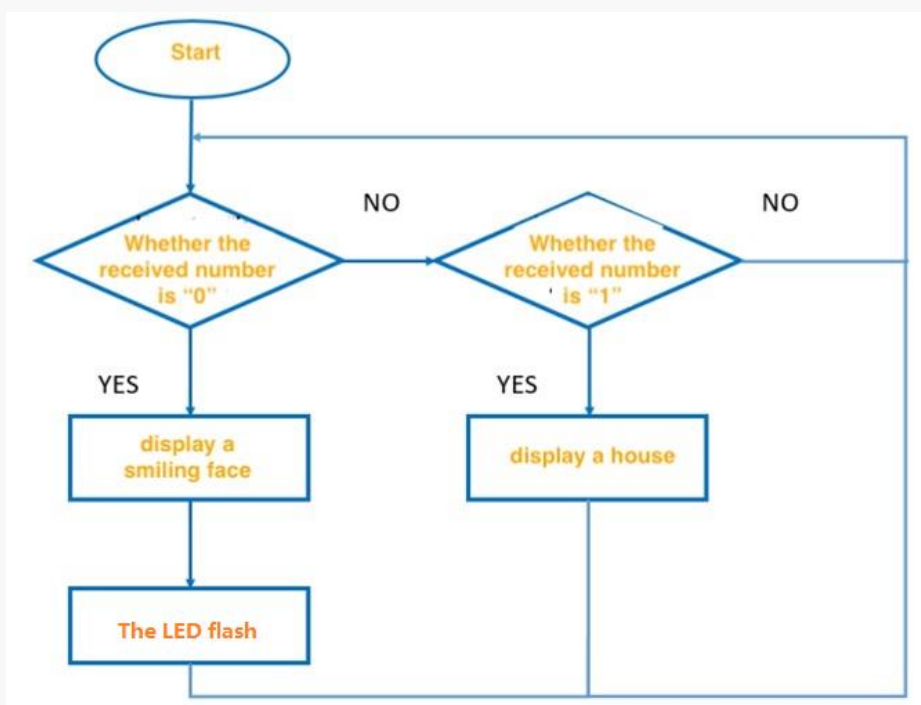 Start
NO
NO
Whether the
received number
is “0”
Whether the
received number
is “1”
YES
YES
display a
smiling face
display a house
The LED flash